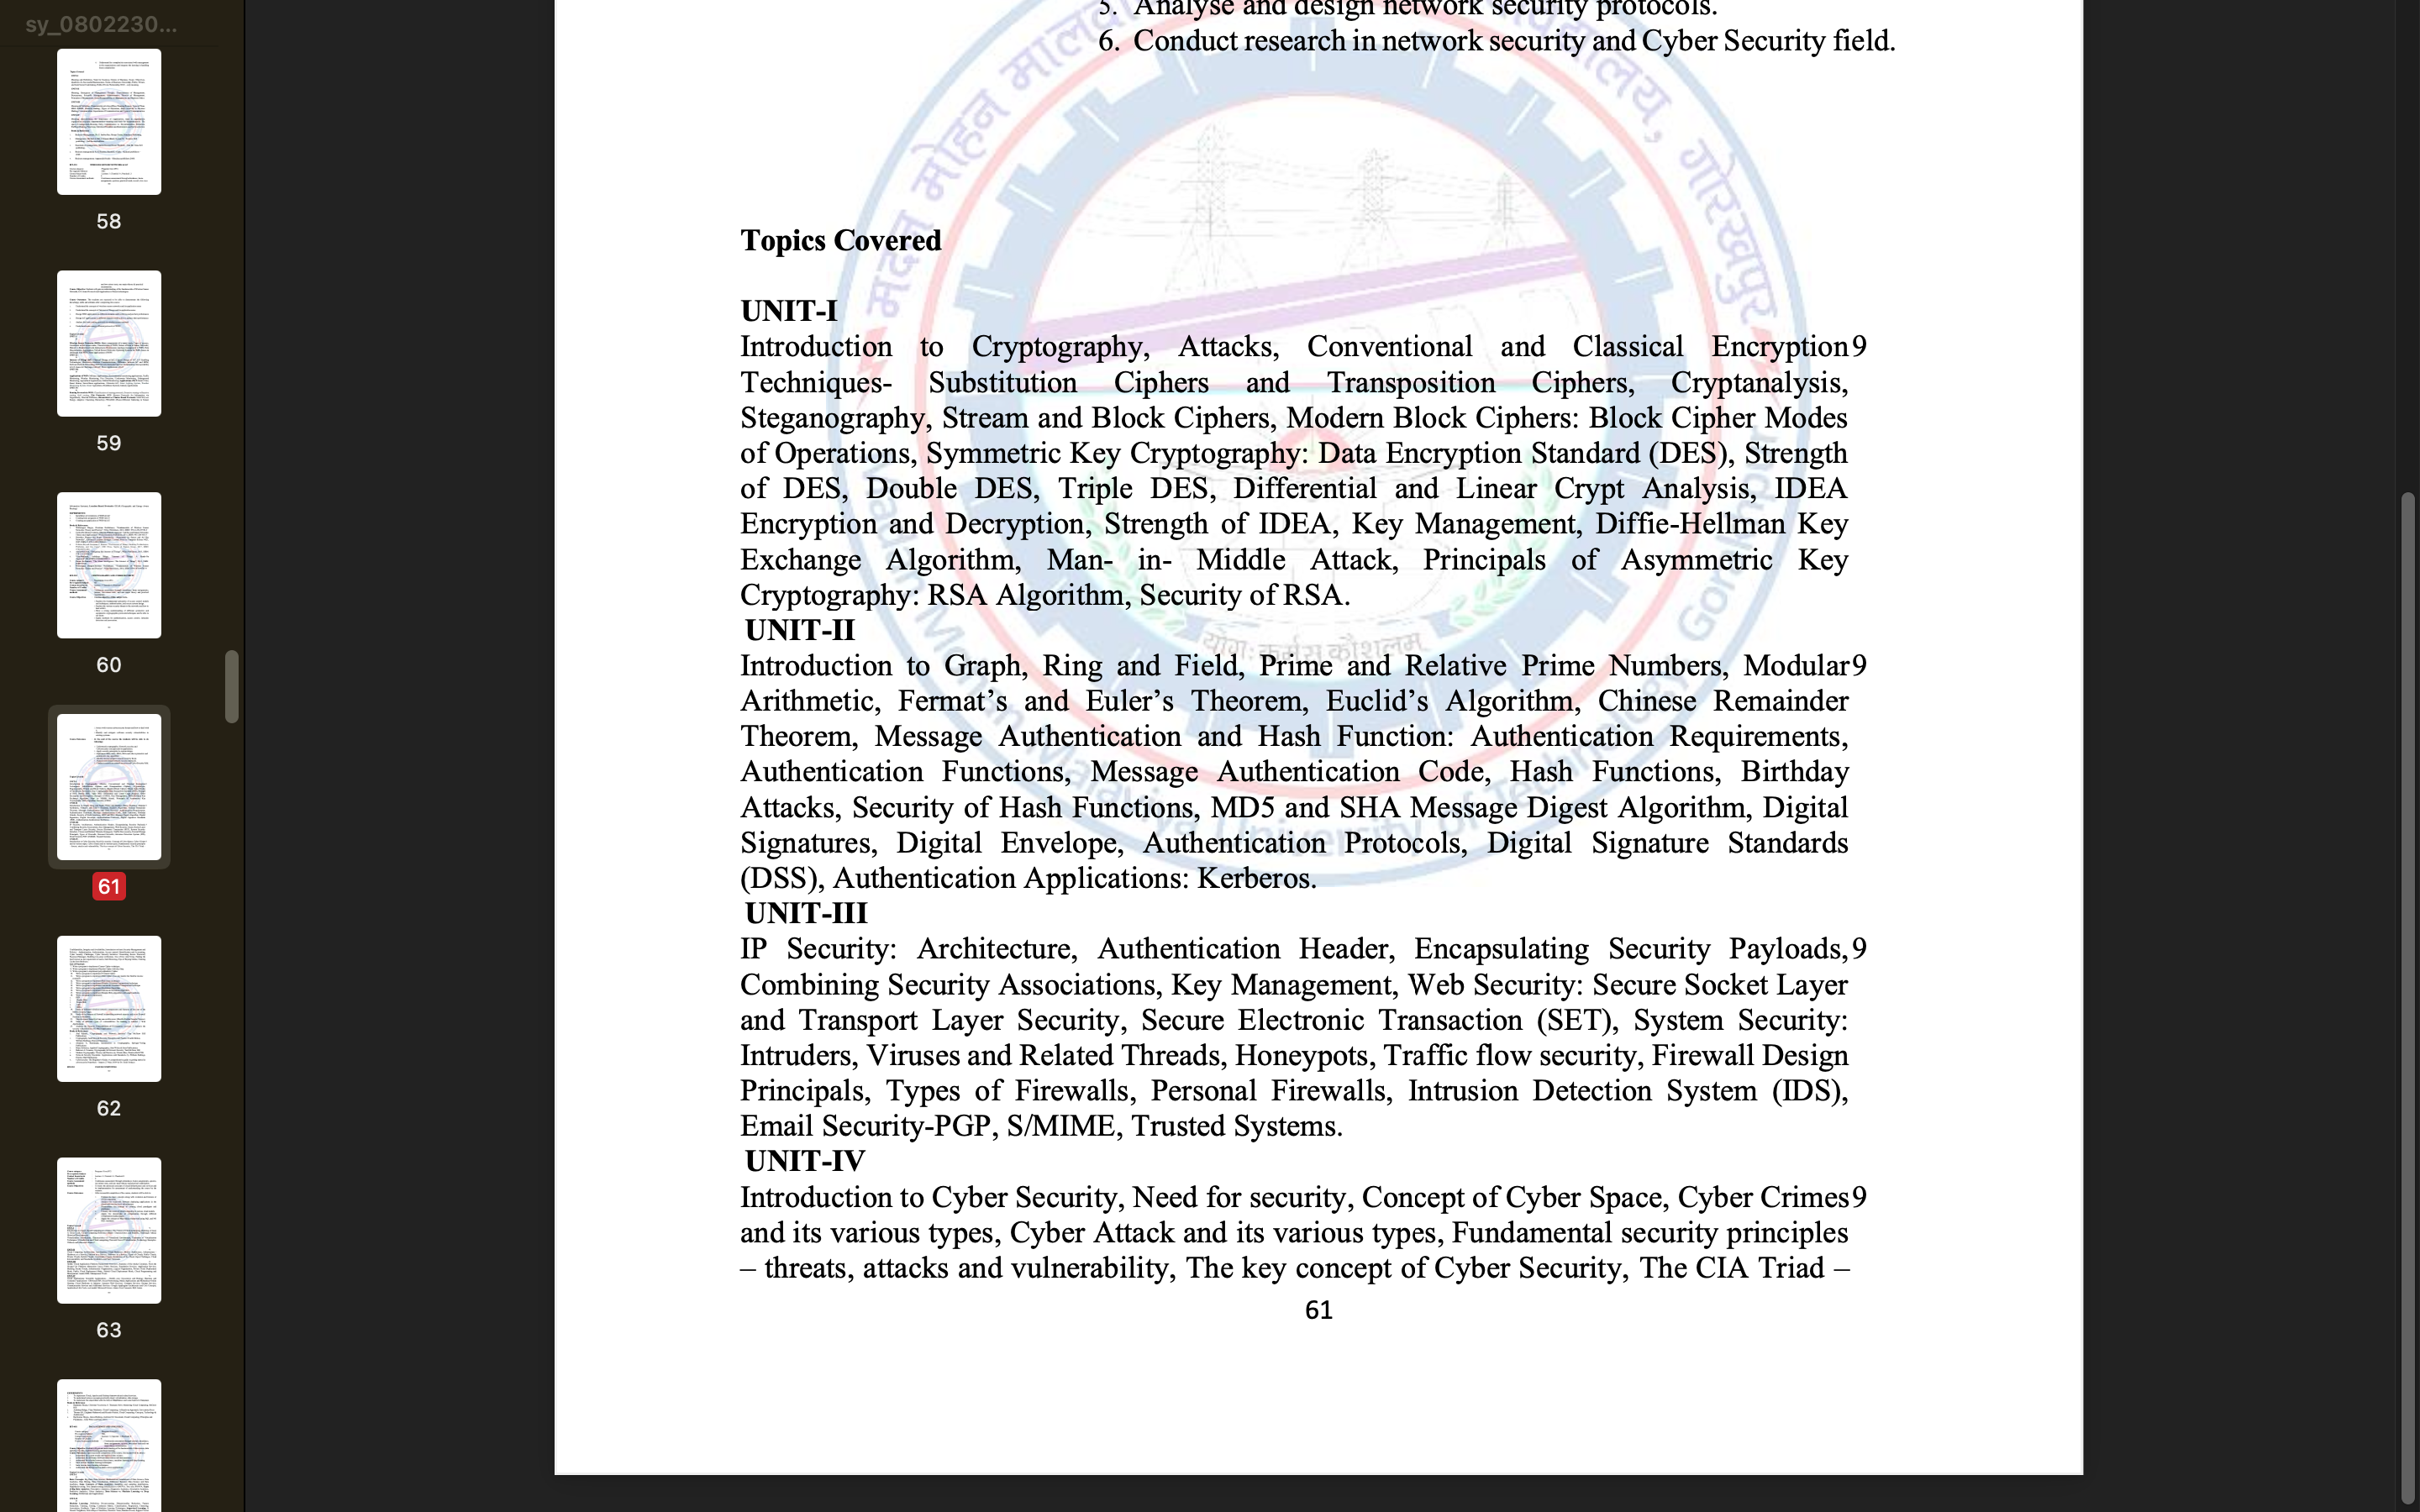 sy_0802230...
58
59
60
61
62
63
5. Analyse and design network security protocols.
6. Conduct research in network security and Cyber Security field.
Topics Covered
UNIT-I
Introduction to Cryptography, Attacks, Conventional and Classical Encryption 9
Techniques- Substitution Ciphers and Transposition Ciphers, Cryptanalysis,
Steganography, Stream and Block Ciphers, Modern Block Ciphers: Block Cipher Modes
of Operations, Symmetric Key Cryptography: Data Encryption Standard (DES), Strength
of DES, Double DES, Triple DES, Differential and Linear Crypt Analysis, IDEA
Encryption and Decryption, Strength of IDEA, Key Management, Diffie-Hellman Key
Exchange Algorithm, Man- in- Middle Attack, Principals of Asymmetric Key
Cryptography: RSA Algorithm, Security of RSA.
UNIT-II
Introduction to Graph, Ring and Field, Prime and Relative Prime Numbers, Modular 9
Arithmetic, Fermat’s and Euler’s Theorem, Euclid’s Algorithm, Chinese Remainder
Theorem, Message Authentication and Hash Function: Authentication Requirements,
Authentication Functions, Message Authentication Code, Hash Functions, Birthday
Attacks, Security of Hash Functions, MD5 and SHA Message Digest Algorithm, Digital
Signatures, Digital Envelope, Authentication Protocols, Digital Signature Standards
(DSS), Authentication Applications: Kerberos.
UNIT-III
IP Security: Architecture, Authentication Header, Encapsulating Security Payloads, 9
Combining Security Associations, Key Management, Web Security: Secure Socket Layer
and Transport Layer Security, Secure Electronic Transaction (SET), System Security:
Intruders, Viruses and Related Threads, Honeypots, Traffic flow security, Firewall Design
Principals, Types of Firewalls, Personal Firewalls, Intrusion Detection System (IDS),
Email Security-PGP, S/MIME, Trusted Systems.
UNIT-IV
Introduction to Cyber Security, Need for security, Concept of Cyber Space, Cyber Crimes 9
and its various types, Cyber Attack and its various types, Fundamental security principles
– threats, attacks and vulnerability, The key concept of Cyber Security, The CIA Triad –
61